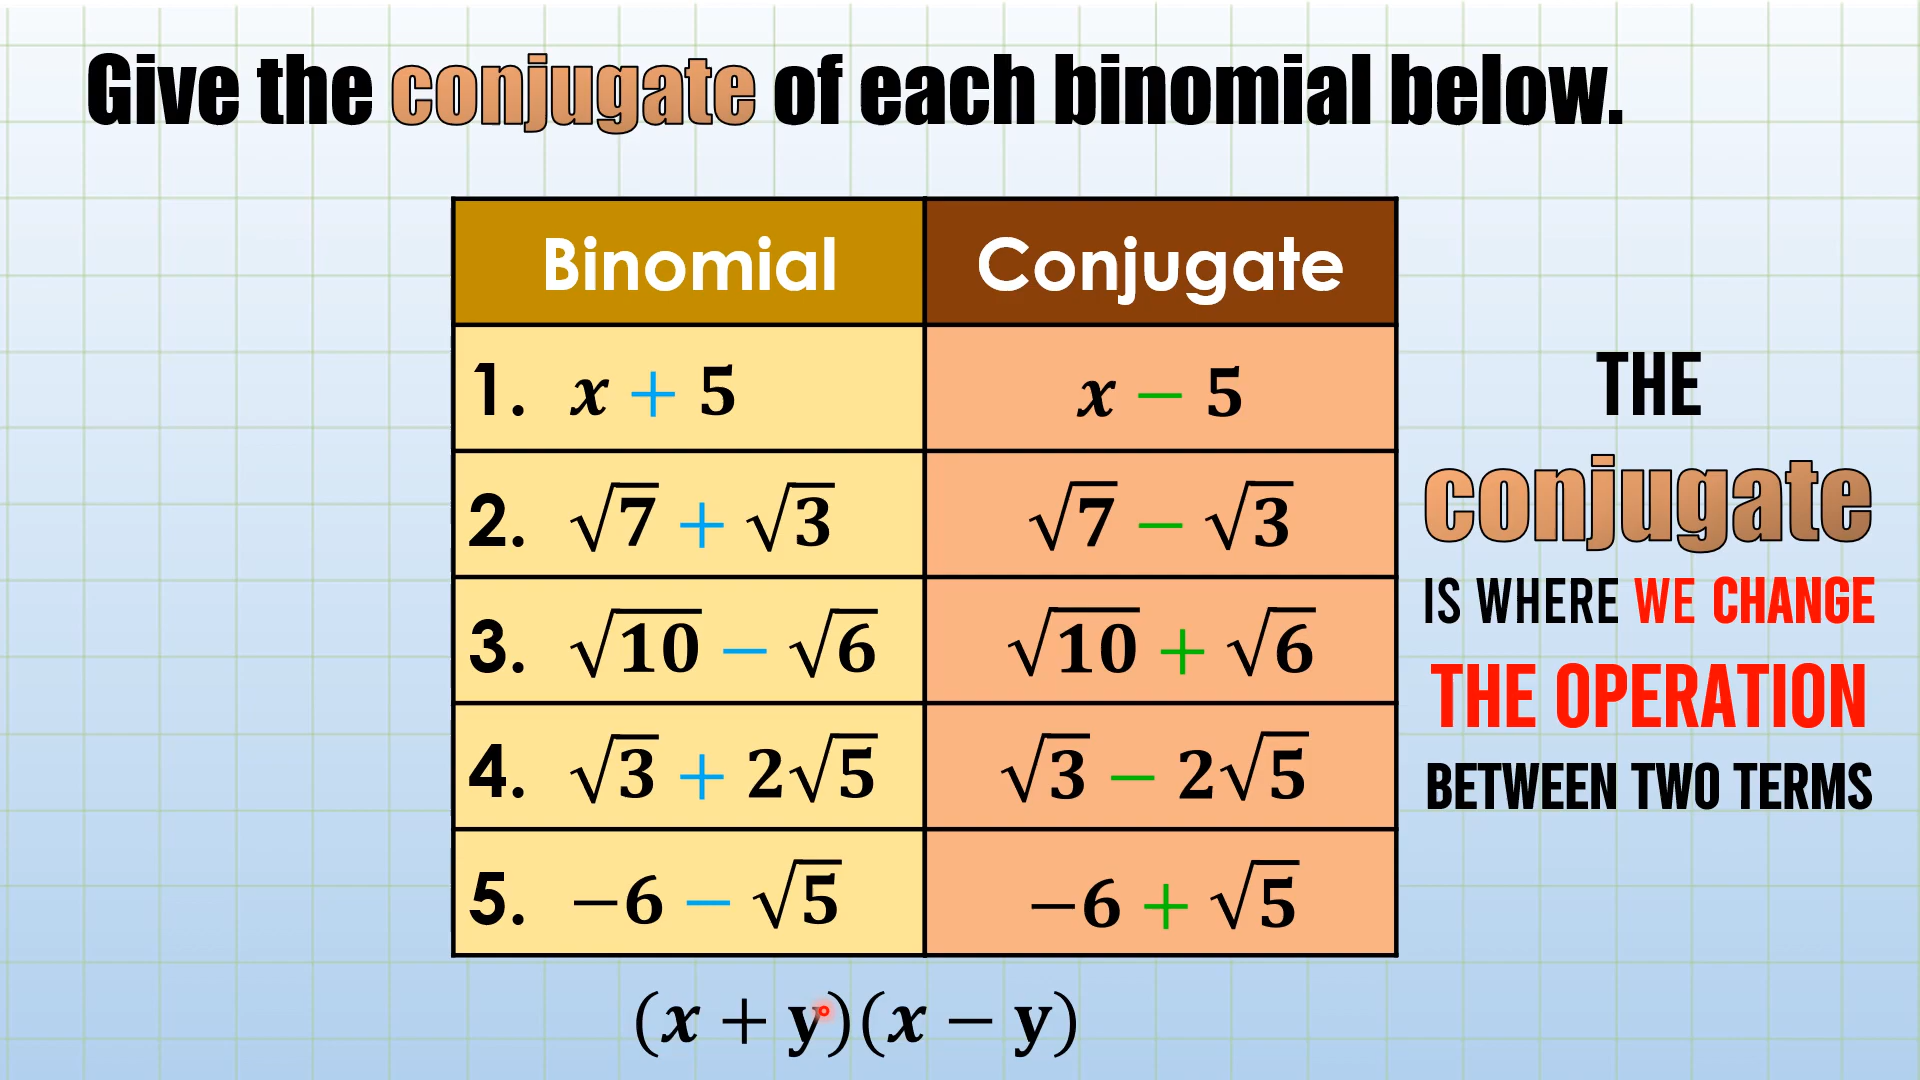 Give the conjugate of each binomial below.
Binomial Conjugate
1. x + 5 x − 5
2. √7 + √3 √7 − √3
3. √10 − √6 √10 + √6
4. √3 + 2√5 √3 − 2√5
5. −6 − √5 −6 + √5
THE
conjugate
IS WHERE WE CHANGE
THE OPERATION
BETWEEN TWO TERMS
(x + y)(x − y)